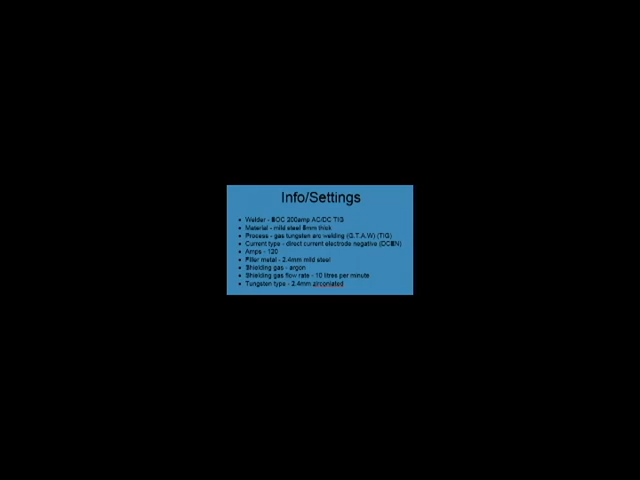 Info/Settings
Welder - BOC 200amp AC/DC TIG
Material - mild steel 8mm thick
Process - gas tungsten arc welding (G.T.A.W) (TIG)
Current type - direct current electrode negative (DCEN)
Amps - 120
Filler metal - 2.4mm mild steel
Shielding gas - argon
Shielding gas flow rate - 10 litres per minute
Tungsten type - 2.4mm zirconiated